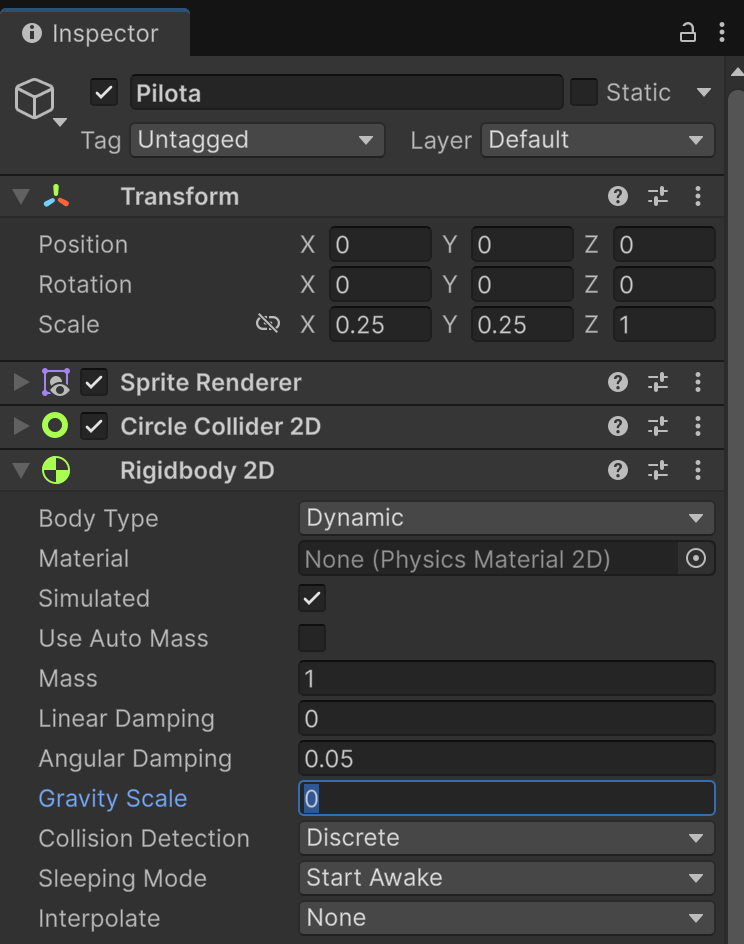 Inspector
Pilota Static
Tag Untagged Layer Default
Transform
Position X 0 Y 0 Z 0
Rotation X 0 Y 0 Z 0
Scale X 0.25 Y 0.25 Z 1
Sprite Renderer
Circle Collider 2D
Rigidbody 2D
Body Type Dynamic
Material None (Physics Material 2D)
Simulated
Use Auto Mass
Mass 1
Linear Damping 0
Angular Damping 0.05
Gravity Scale 0
Collision Detection Discrete
Sleeping Mode Start Awake
Interpolate None